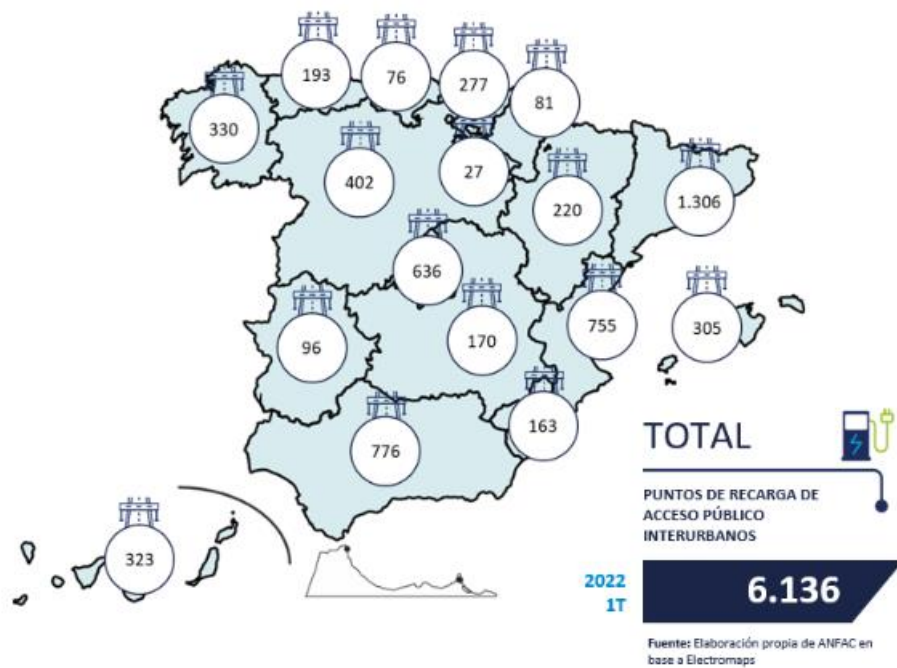 193
76
277
81
330
402
27
220
1.306
636
755
305
96
170
776
163
323
TOTAL
PUNTOS DE RECARGA DE
ACCESO PÚBLICO
INTERURBANOS
2022
1T
6.136
Fuente: Elaboración propia de ANFAC en
base a Electromaps